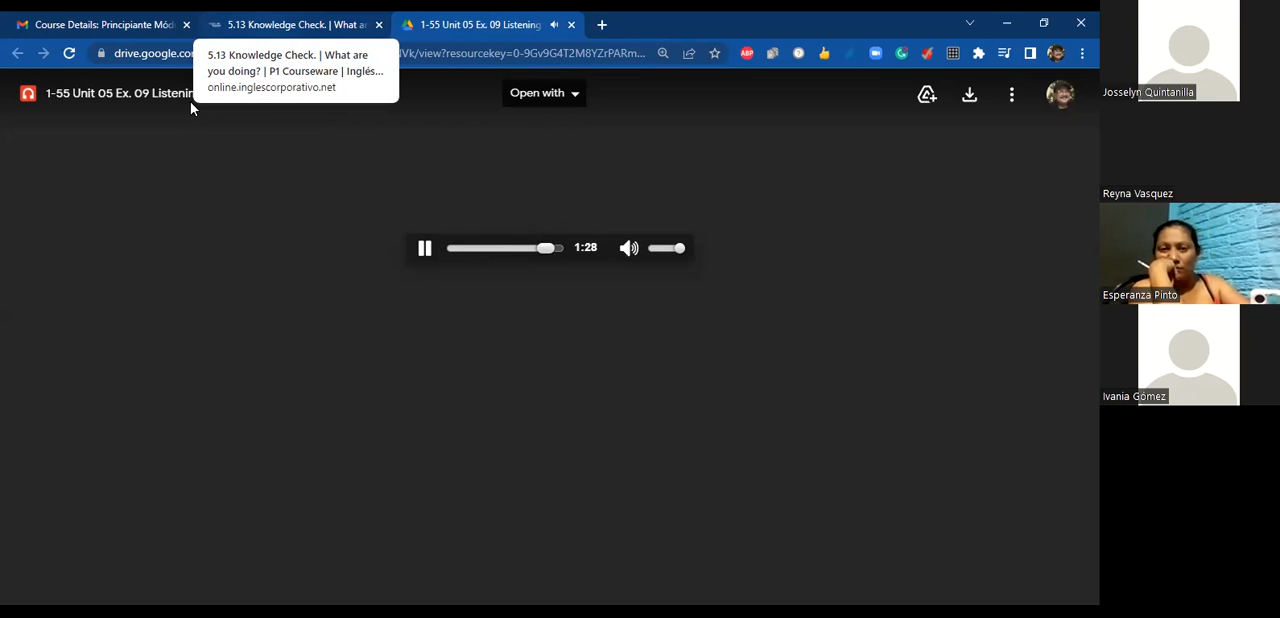 Course Details: Principiante Mód
5.13 Knowledge Check. | What ar
1-55 Unit 05 Ex. 09 Listening
drive.google.co
Vk/view?resourcekey=0-9Gv9G4T2M8YZrPARm...
5.13 Knowledge Check. | What are
you doing? | P1 Courseware | Inglés...
online.inglescorporativo.net
1-55 Unit 05 Ex. 09 Listenin
Open with
1:28
ABP
Josselyn Quintanilla
Reyna Vasquez
Esperanza Pinto
Ivania Gómez